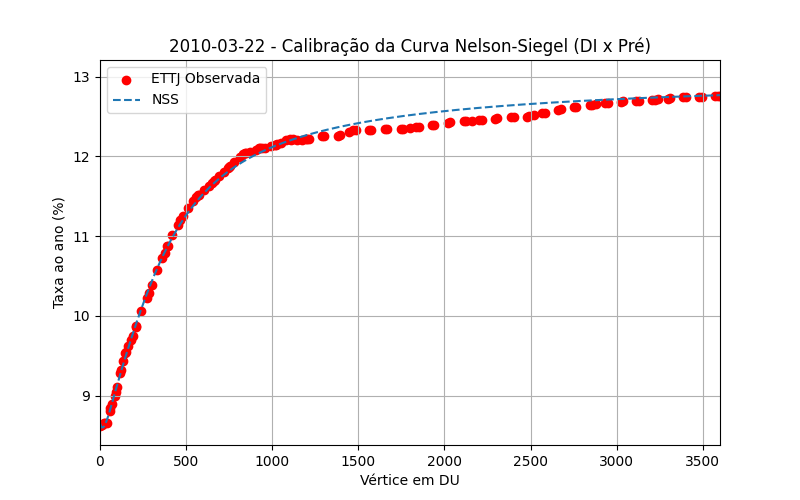 2010-03-22 - Calibração da Curva Nelson-Siegel (DI x Pré)
ETTJ Observada
NSS
13
12
11
10
9
Taxa ao ano (%)
0 500 1000 1500 2000 2500 3000 3500
Vértice em DU